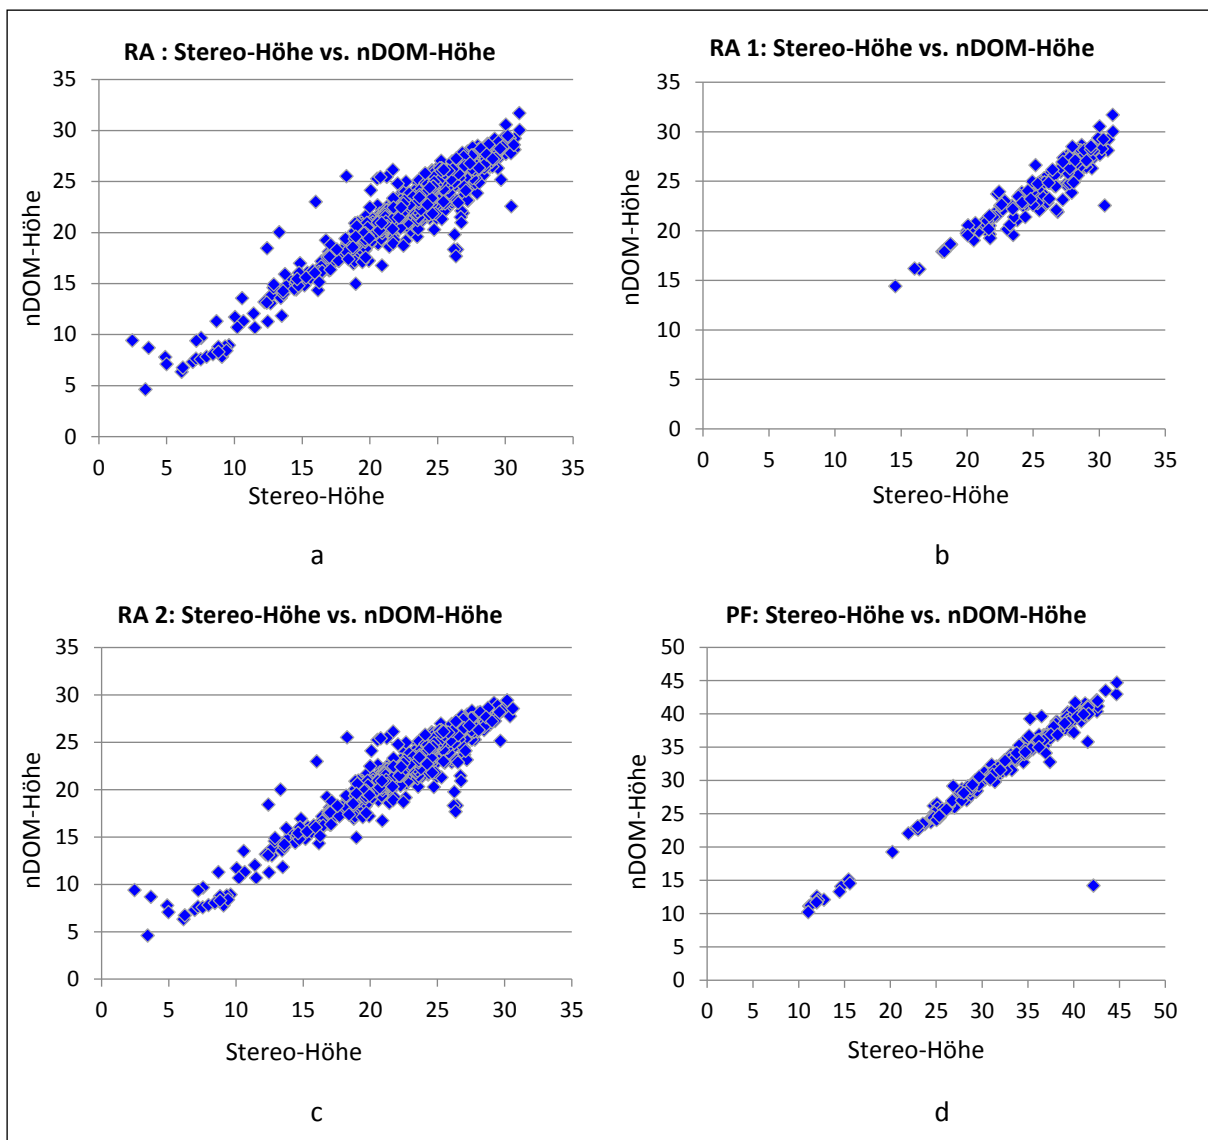 RA : Stereo-Höhe vs. nDOM-Höhe
35
30
25
20
15
10
5
0
nDOM-Höhe
0 5 10 15 20 25 30 35
Stereo-Höhe
a
RA 1: Stereo-Höhe vs. nDOM-Höhe
35
30
25
20
15
10
5
0
nDOM-Höhe
0 5 10 15 20 25 30 35
Stereo-Höhe
b
RA 2: Stereo-Höhe vs. nDOM-Höhe
35
30
25
20
15
10
5
0
nDOM-Höhe
0 5 10 15 20 25 30 35
Stereo-Höhe
c
PF: Stereo-Höhe vs. nDOM-Höhe
50
45
40
35
30
25
20
15
10
5
0
nDOM-Höhe
0 5 10 15 20 25 30 35 40 45 50
Stereo-Höhe
d